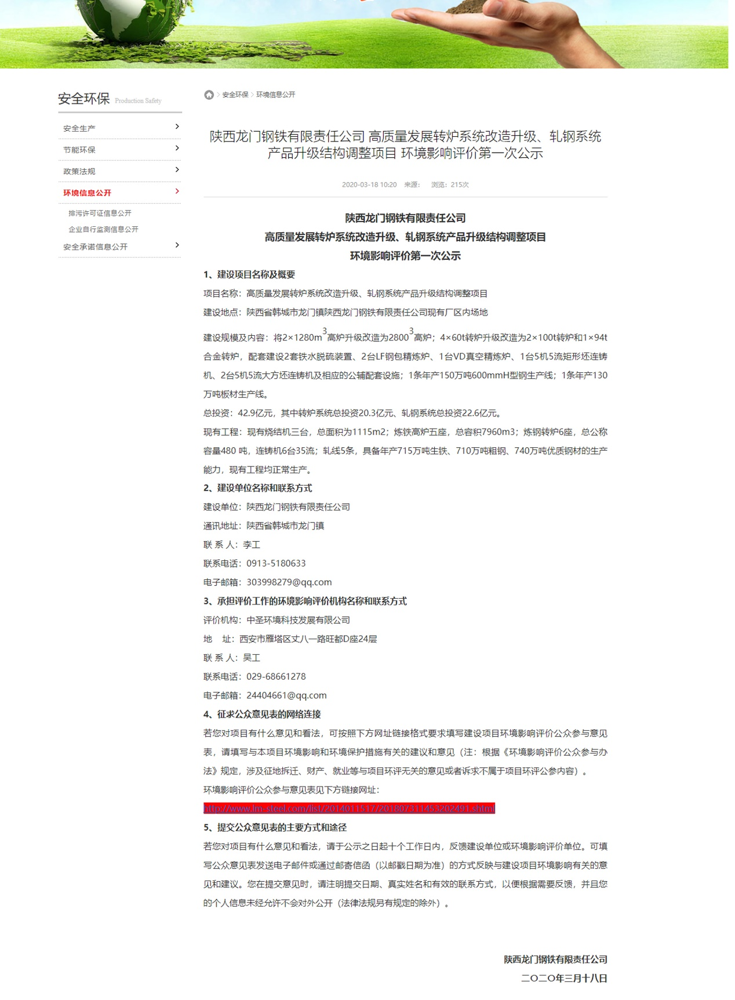 安全环保 Production Safety
安全生产
节能环保
政策法规
环境信息公开
排污许可证信息公开
企业自行监测信息公开
安全承诺信息公开
安全环保 > 环境信息公开
陕西龙门钢铁有限责任公司 高质量发展转炉系统改造升级、轧钢系统
产品升级结构调整项目 环境影响评价第一次公示
2020-03-18 10:20 来源： 浏览：215次
陕西龙门钢铁有限责任公司
高质量发展转炉系统改造升级、轧钢系统产品升级结构调整项目
环境影响评价第一次公示
1、建设项目名称及概要
项目名称：高质量发展转炉系统改造升级、轧钢系统产品升级结构调整项目
建设地点：陕西省韩城市龙门镇陕西龙门钢铁有限责任公司现有厂区内场地
建设规模及内容：将2×1280m³高炉升级改造为2800³高炉；4×60t转炉升级改造为2×100t转炉和1×94t
合金转炉，配套建设2套铁水脱硫装置、2台LF钢包精炼炉、1台VD真空精炼炉、1台5机5流矩形坯连铸
机、2台5机5流大方坯连铸机及相应的公辅配套设施；1条年产150万吨600mmH型钢生产线；1条年产130
万吨板材生产线。
总投资：42.9亿元，其中转炉系统总投资20.3亿元、轧钢系统总投资22.6亿元。
现有工程：现有烧结机三台，总面积为1115m2；炼铁高炉五座，总容积7960m3；炼钢转炉6座，总公称
容量480 吨，连铸机6台35流；轧线5条，具备年产715万吨生铁、710万吨粗钢、740万吨优质钢材的生产
能力，现有工程均正常生产。
2、建设单位名称和联系方式
建设单位：陕西龙门钢铁有限责任公司
通讯地址：陕西省韩城市龙门镇
联 系 人：李工
联系电话：0913-5180633
电子邮箱：303998279@qq.com
3、承担评价工作的环境影响评价机构名称和联系方式
评价机构：中圣环境科技发展有限公司
地 址：西安市雁塔区丈八一路旺都D座24层
联 系 人：吴工
联系电话：029-68661278
电子邮箱：24404661@qq.com
4、征求公众意见表的网络连接
若您对项目有什么意见和看法，可按照下方网址链接格式要求填写建设项目环境影响评价公众参与意见
表，请填写与本项目环境影响和环境保护措施有关的建议和意见（注：根据《环境影响评价公众参与办
法》规定，涉及征地拆迁、财产、就业等与项目环评无关的意见或者诉求不属于项目环评公参内容）。
环境影响评价公众参与意见表见下方链接网址：
http://www.lm-steel.com/list/2014011517/201807311453202491.shtml
5、提交公众意见表的主要方式和途径
若您对项目有什么意见和看法，请于公示之日起十个工作日内，反馈建设单位或环境影响评价单位。可填
写公众意见表发送电子邮件或通过邮寄信函（以邮戳日期为准）的方式反映与建设项目环境影响有关的意
见和建议。您在提交意见时，请注明提交日期、真实姓名和有效的联系方式，以便根据需要反馈，并且您
的个人信息未经允许不会对外公开（法律法规另有规定的除外）。
陕西龙门钢铁有限责任公司
二〇二〇年三月十八日